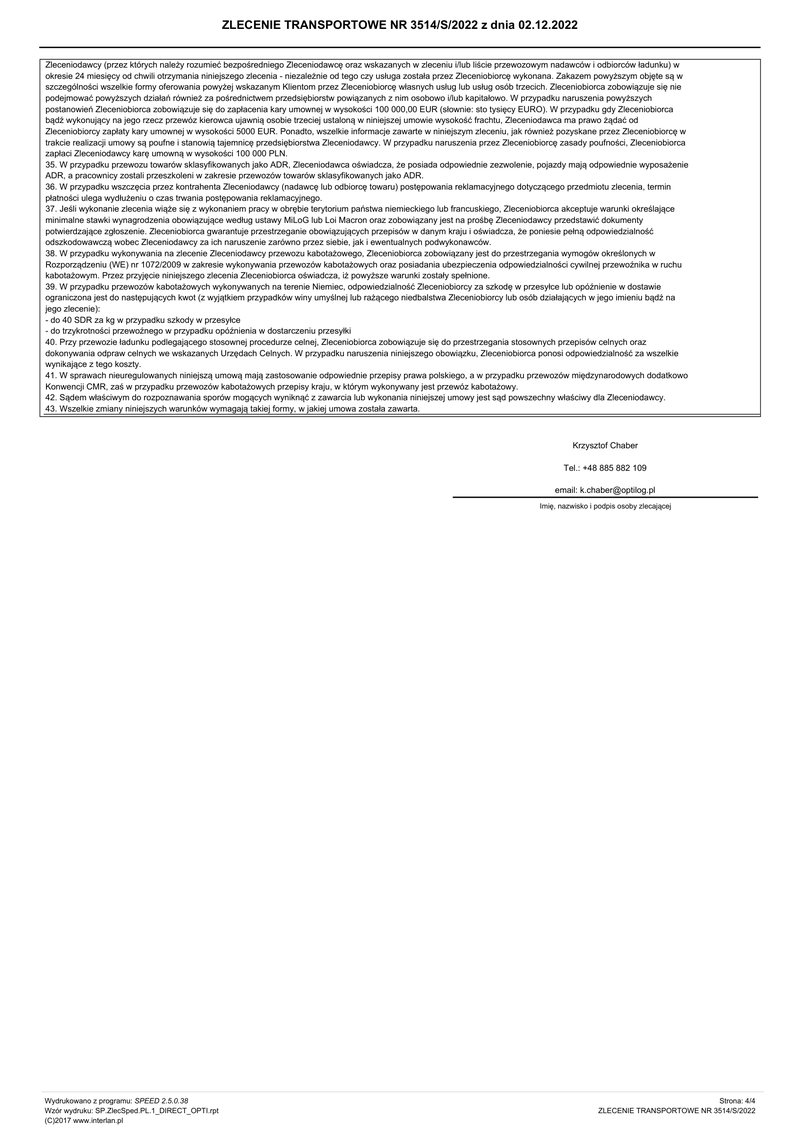 ZLECENIE TRANSPORTOWE NR 3514/S/2022 z dnia 02.12.2022
Zleceniodawcy (przez których należy rozumieć bezpośredniego Zleceniodawcę oraz wskazanych w zleceniu i/lub liście przewozowym nadawców i odbiorców ładunku) w
okresie 24 miesięcy od chwili otrzymania niniejszego zlecenia - niezależnie od tego czy usługa została przez Zleceniobiorcę wykonana. Zakazem powyższym objęte są w
szczególności wszelkie formy oferowania powyżej wskazanym Klientom przez Zleceniobiorcę własnych usług lub usług osób trzecich. Zleceniobiorca zobowiązuje się nie
podejmować powyższych działań również za pośrednictwem przedsiębiorstw powiązanych z nim osobowo i/lub kapitałowo. W przypadku naruszenia powyższych
postanowień Zleceniobiorca zobowiązuje się do zapłacenia kary umownej w wysokości 100 000,00 EUR (słownie: sto tysięcy EURO). W przypadku gdy Zleceniobiorca
bądź wykonujący na jego rzecz przewóz kierowca ujawnią osobie trzeciej ustaloną w niniejszej umowie wysokość frachtu, Zleceniodawca ma prawo żądać od
Zleceniobiorcy zapłaty kary umownej w wysokości 5000 EUR. Ponadto, wszelkie informacje zawarte w niniejszym zleceniu, jak również pozyskane przez Zleceniobiorcę w
trakcie realizacji umowy są poufne i stanowią tajemnicę przedsiębiorstwa Zleceniodawcy. W przypadku naruszenia przez Zleceniobiorcę zasady poufności, Zleceniobiorca
zapłaci Zleceniodawcy karę umowną w wysokości 100 000 PLN.
35. W przypadku przewozu towarów sklasyfikowanych jako ADR, Zleceniodawca oświadcza, że posiada odpowiednie zezwolenie, pojazdy mają odpowiednie wyposażenie
ADR, a pracownicy zostali przeszkoleni w zakresie przewozów towarów sklasyfikowanych jako ADR.
36. W przypadku wszczęcia przez kontrahenta Zleceniodawcy (nadawcę lub odbiorcę towaru) postępowania reklamacyjnego dotyczącego przedmiotu zlecenia, termin
płatności ulega wydłużeniu o czas trwania postępowania reklamacyjnego.
37. Jeśli wykonanie zlecenia wiąże się z wykonaniem pracy w obrębie terytorium państwa niemieckiego lub francuskiego, Zleceniobiorca akceptuje warunki określające
minimalne stawki wynagrodzenia obowiązujące według ustawy MiLoG lub Loi Macron oraz zobowiązany jest na prośbę Zleceniodawcy przedstawić dokumenty
potwierdzające zgłoszenie. Zleceniobiorca gwarantuje przestrzeganie obowiązujących przepisów w danym kraju i oświadcza, że poniesie pełną odpowiedzialność
odszkodowawczą wobec Zleceniodawcy za ich naruszenie zarówno przez siebie, jak i ewentualnych podwykonawców.
38. W przypadku wykonywania na zlecenie Zleceniodawcy przewozu kabotażowego, Zleceniobiorca zobowiązany jest do przestrzegania wymogów określonych w
Rozporządzeniu (WE) nr 1072/2009 w zakresie wykonywania przewozów kabotażowych oraz posiadania ubezpieczenia odpowiedzialności cywilnej przewoźnika w ruchu
kabotażowym. Przez przyjęcie niniejszego zlecenia Zleceniobiorca oświadcza, iż powyższe warunki zostały spełnione.
39. W przypadku przewozów kabotażowych wykonywanych na terenie Niemiec, odpowiedzialność Zleceniobiorcy za szkodę w przesyłce lub opóźnienie w dostawie
ograniczona jest do następujących kwot (z wyjątkiem przypadków winy umyślnej lub rażącego niedbalstwa Zleceniobiorcy lub osób działających w jego imieniu bądź na
jego zlecenie):
- do 40 SDR za kg w przypadku szkody w przesyłce
- do trzykrotności przewoźnego w przypadku opóźnienia w dostarczeniu przesyłki
40. Przy przewozie ładunku podlegającego stosownej procedurze celnej, Zleceniobiorca zobowiązuje się do przestrzegania stosownych przepisów celnych oraz
dokonywania odpraw celnych we wskazanych Urzędach Celnych. W przypadku naruszenia niniejszego obowiązku, Zleceniobiorca ponosi odpowiedzialność za wszelkie
wynikające z tego koszty.
41. W sprawach nieuregulowanych niniejszą umową mają zastosowanie odpowiednie przepisy prawa polskiego, a w przypadku przewozów międzynarodowych dodatkowo
Konwencji CMR, zaś w przypadku przewozów kabotażowych przepisy kraju, w którym wykonywany jest przewóz kabotażowy.
42. Sądem właściwym do rozpoznawania sporów mogących wyniknąć z zawarcia lub wykonania niniejszej umowy jest sąd powszechny właściwy dla Zleceniodawcy.
43. Wszelkie zmiany niniejszych warunków wymagają takiej formy, w jakiej umowa została zawarta.
Krzysztof Chaber
Tel.: +48 885 882 109
email: k.chaber@optilog.pl
Imię, nazwisko i podpis osoby zlecającej
Wydrukowano z programu: SPEED 2.5.0.38
Wzór wydruku: SP.ZlecSped.PL.1_DIRECT_OPTI.rpt
(C)2017 www.interlan.pl
Strona: 4/4
ZLECENIE TRANSPORTOWE NR 3514/S/2022